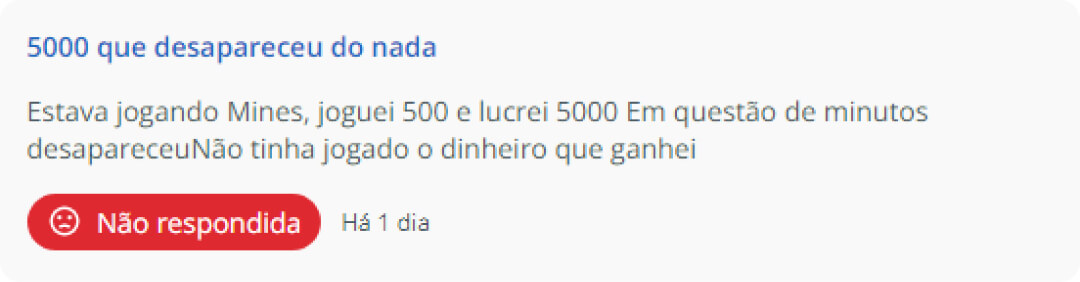 5000 que desapareceu do nada
Estava jogando Mines, joguei 500 e lucrei 5000 Em questão de minutos
desapareceuNão tinha jogado o dinheiro que ganhei
Não respondida Há 1 dia